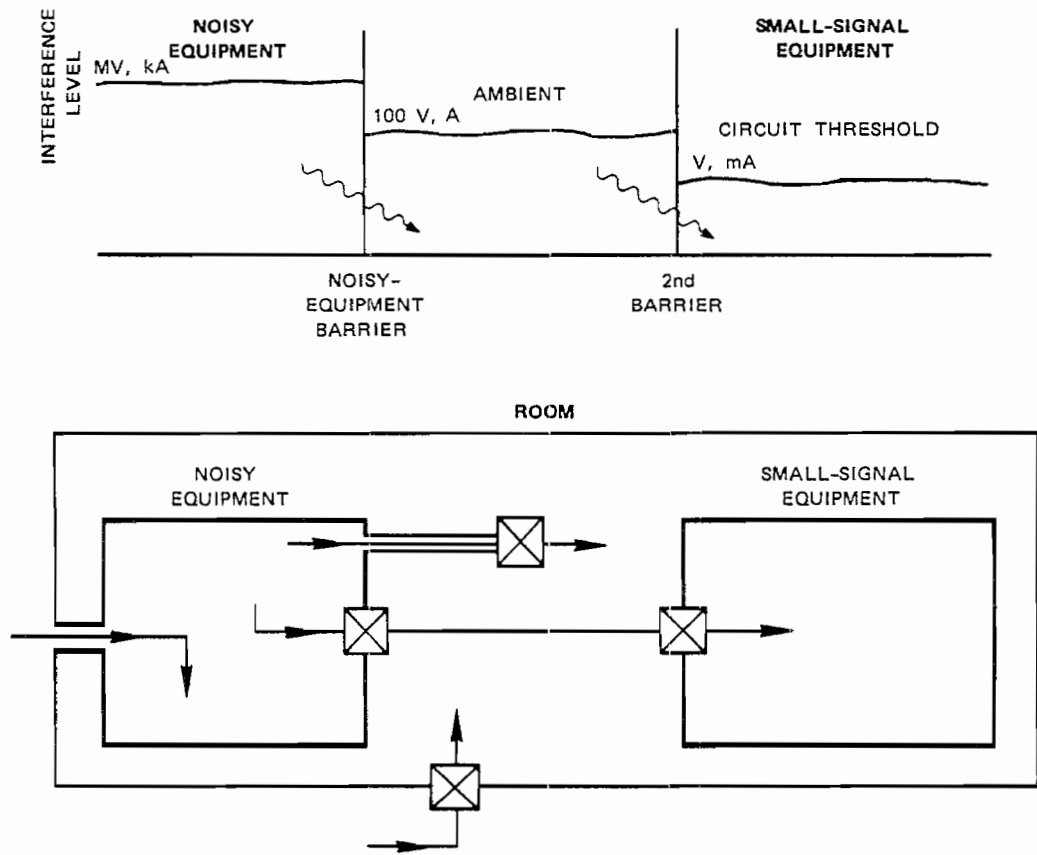 NOISY
EQUIPMENT
SMALL-SIGNAL
EQUIPMENT
INTERFERENCE
LEVEL
MV, kA
AMBIENT
100 V, A
CIRCUIT THRESHOLD
V, mA
NOISY-
EQUIPMENT
BARRIER
2nd
BARRIER
ROOM
NOISY
EQUIPMENT
SMALL-SIGNAL
EQUIPMENT